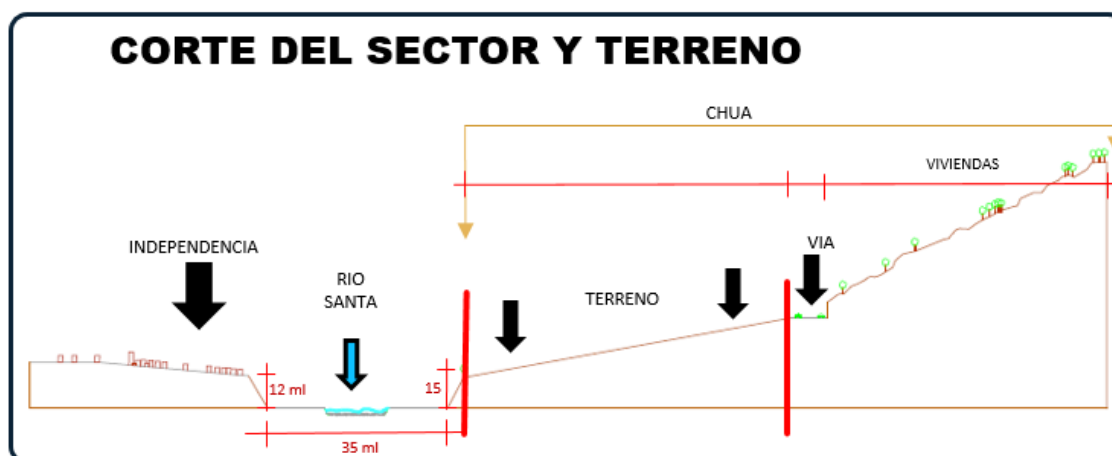 CORTE DEL SECTOR Y TERRENO
CHUA
VIVIENDAS
INDEPENDENCIA
VIA
RIO
SANTA
TERRENO
12 ml
15
35 ml